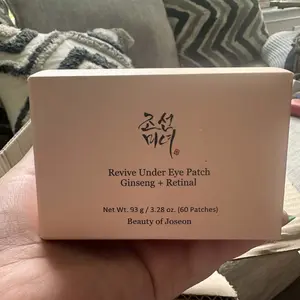 조선
미녀
Revive Under Eye Patch
Ginseng + Retinal
Net Wt. 93 g / 3.28 oz. (60 Patches)
Beauty of Joseon